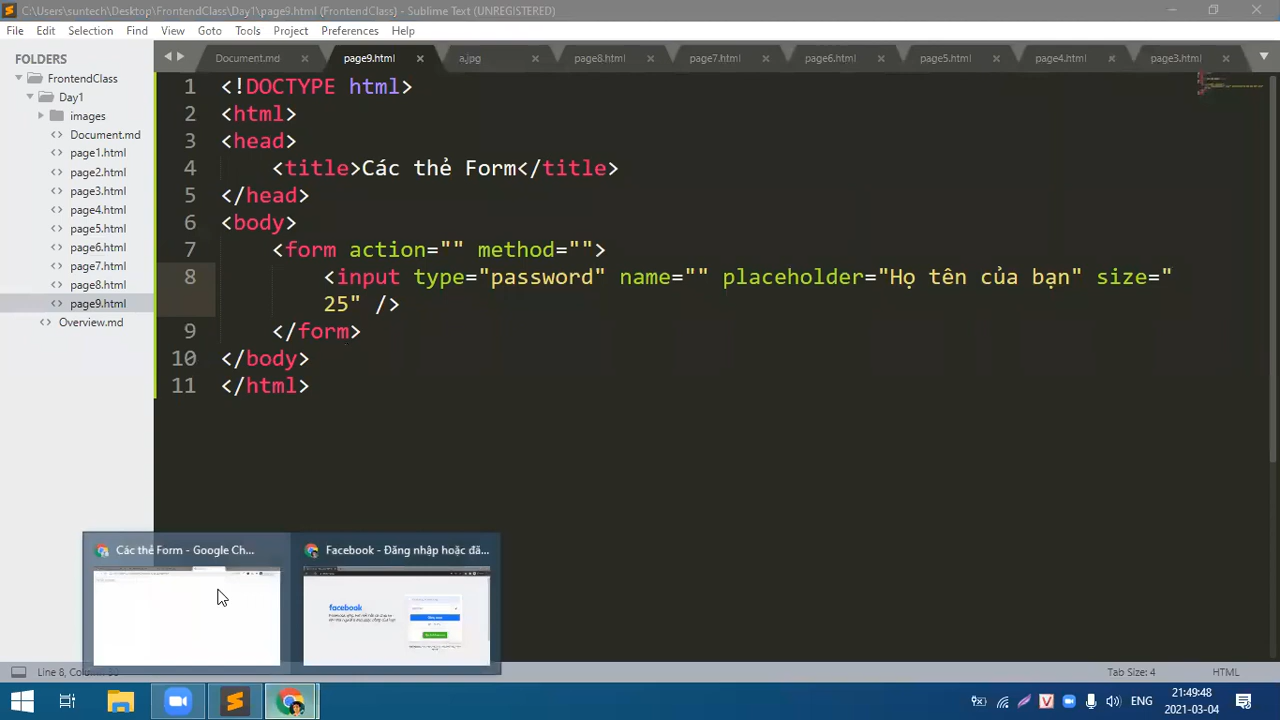 C:\Users\suntech\Desktop\FrontendClass\Day1\page9.html (FrontendClass) - Sublime Text (UNREGISTERED)
File Edit Selection Find View Goto Tools Project Preferences Help
FOLDERS
FrontendClass
Day1
images
Document.md
page1.html
page2.html
page3.html
page4.html
page5.html
page6.html
page7.html
page8.html
page9.html
Overview.md
Document.md page9.html a.jpg page8.html page7.html page6.html page5.html page4.html page3.html
1 <!DOCTYPE html>
2 <html>
3 <head>
4 <title>Các thẻ Form</title>
5 </head>
6 <body>
7 <form action="" method="">
8 <input type="password" name="" placeholder="Họ tên của bạn" size="
25" />
9 </form>
10 </body>
11 </html>
Các thẻ Form - Google Ch...
Facebook - Đăng nhập hoặc đă...
facebook
Line 8, Column
Tab Size: 4
HTML
ENG
21:49:48
2021-03-04